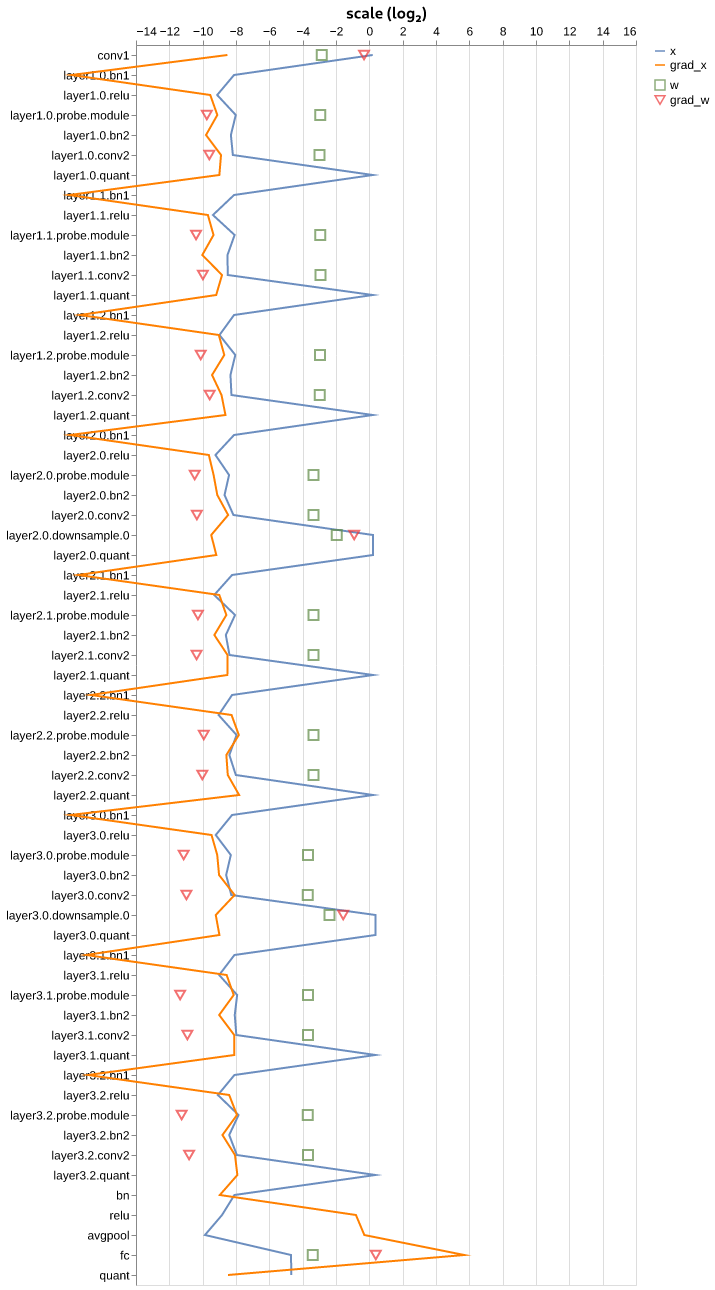 scale (log₂)
−14 −12 −10 −8 −6 −4 −2 0 2 4 6 8 10 12 14 16
conv1
layer1.0.bn1
layer1.0.relu
layer1.0.probe.module
layer1.0.bn2
layer1.0.conv2
layer1.0.quant
layer1.1.bn1
layer1.1.relu
layer1.1.probe.module
layer1.1.bn2
layer1.1.conv2
layer1.1.quant
layer1.2.bn1
layer1.2.relu
layer1.2.probe.module
layer1.2.bn2
layer1.2.conv2
layer1.2.quant
layer2.0.bn1
layer2.0.relu
layer2.0.probe.module
layer2.0.bn2
layer2.0.conv2
layer2.0.downsample.0
layer2.0.quant
layer2.1.bn1
layer2.1.relu
layer2.1.probe.module
layer2.1.bn2
layer2.1.conv2
layer2.1.quant
layer2.2.bn1
layer2.2.relu
layer2.2.probe.module
layer2.2.bn2
layer2.2.conv2
layer2.2.quant
layer3.0.bn1
layer3.0.relu
layer3.0.probe.module
layer3.0.bn2
layer3.0.conv2
layer3.0.downsample.0
layer3.0.quant
layer3.1.bn1
layer3.1.relu
layer3.1.probe.module
layer3.1.bn2
layer3.1.conv2
layer3.1.quant
layer3.2.bn1
layer3.2.relu
layer3.2.probe.module
layer3.2.bn2
layer3.2.conv2
layer3.2.quant
bn
relu
avgpool
fc
quant
x
grad_x
w
grad_w